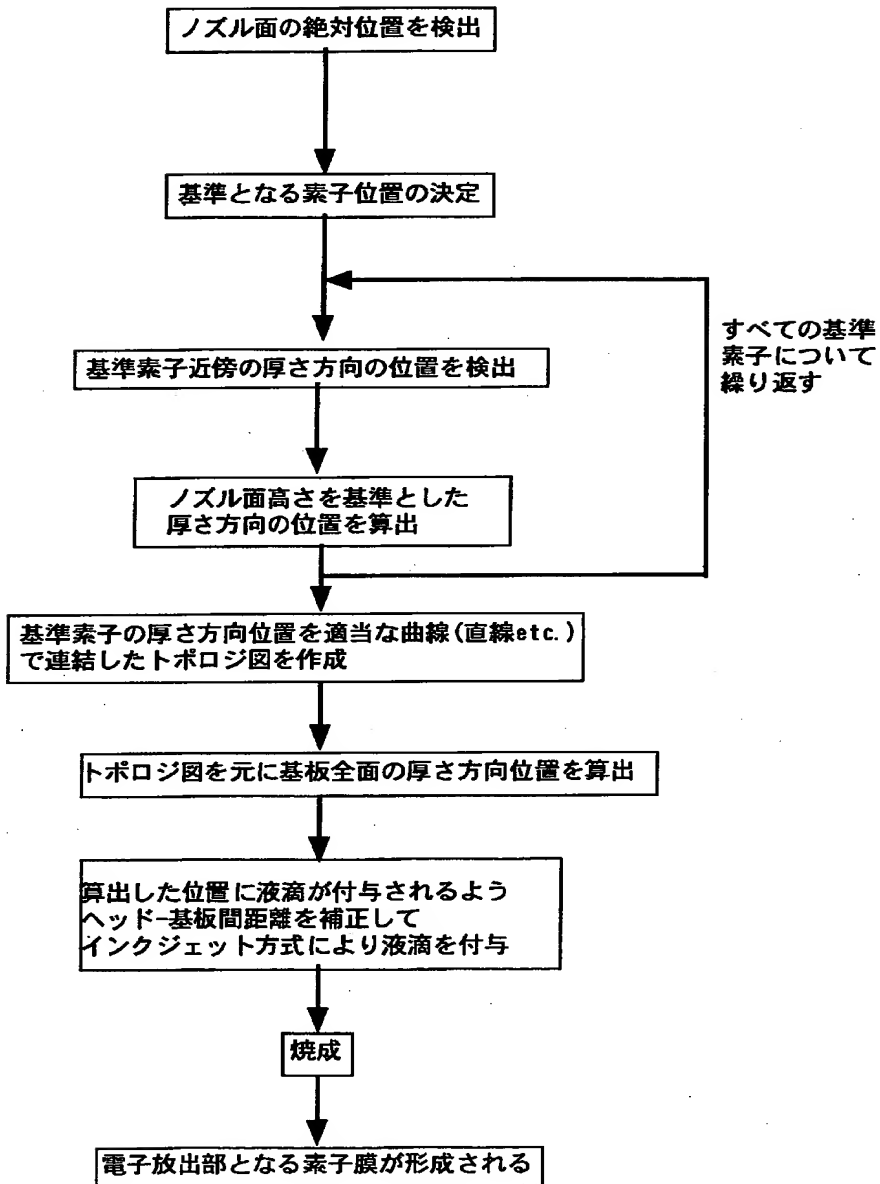 ノズル面の絶対位置を検出
基準となる素子位置の決定
すべての基準
素子について
繰り返す
基準素子近傍の厚さ方向の位置を検出
ノズル面高さを基準とした
厚さ方向の位置を算出
基準素子の厚さ方向位置を適当な曲線(直線etc.)
で連結したトポロジ図を作成
トポロジ図を元に基板全面の厚さ方向位置を算出
算出した位置に液滴が付与されるよう
ヘッド-基板間距離を補正して
インクジェット方式により液滴を付与
焼成
電子放出部となる素子膜が形成される